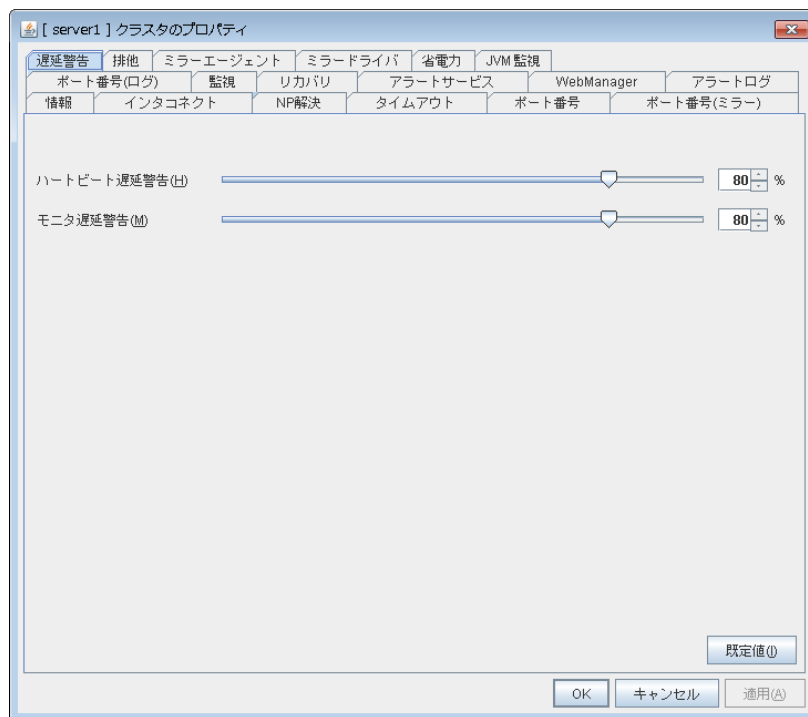 [ server1 ] クラスタのプロパティ
遅延警告 排他 ミラーエージェント ミラードライバ 省電力 JVM 監視
ポート番号(ログ) 監視 リカバリ アラートサービス WebManager アラートログ
情報 インタコネクト NP解決 タイムアウト ポート番号 ポート番号(ミラー)
ハートビート遅延警告(H) 80 %
モニタ遅延警告(M) 80 %
既定値(I)
OK キャンセル 適用(A)